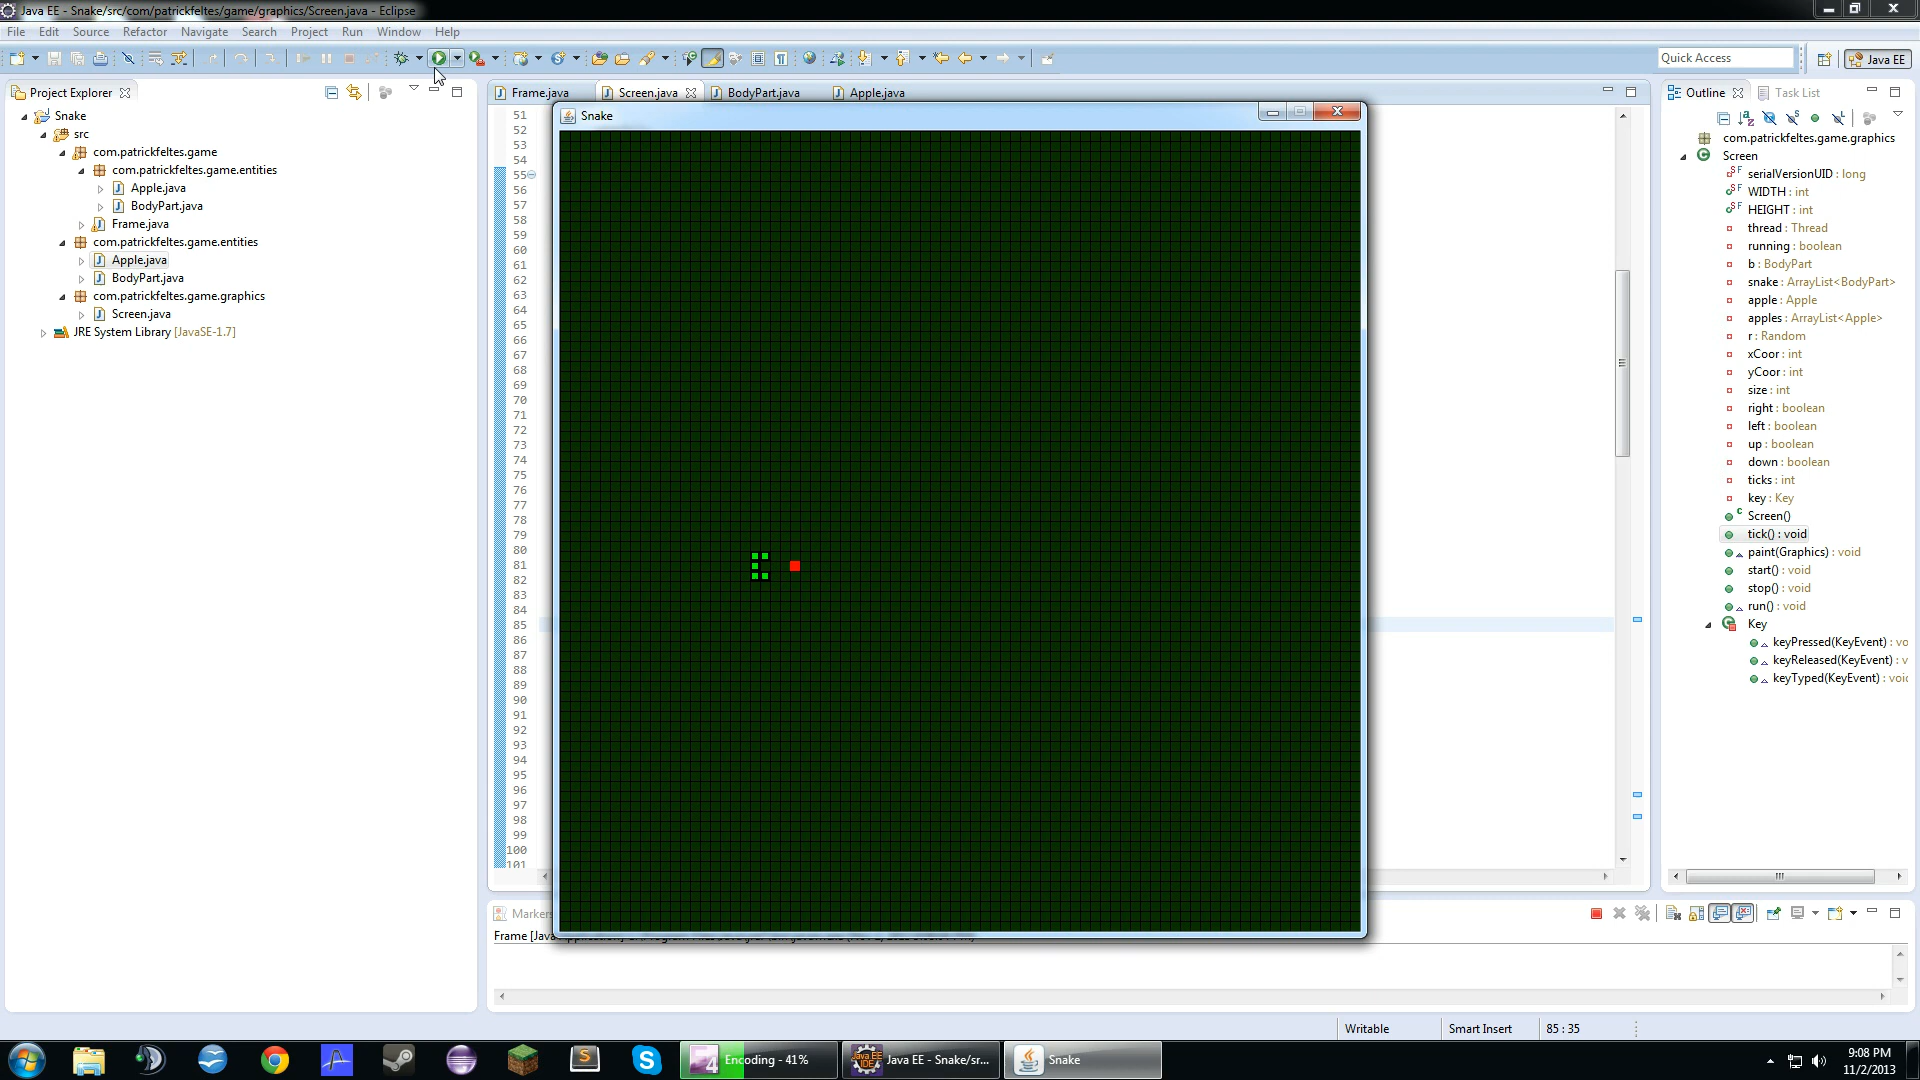 Java EE - Snake/src/com/patrickfeltes/game/graphics/Screen.java - Eclipse
File Edit Source Refactor Navigate Search Project Run Window Help
Quick Access
Java EE
Project Explorer
Frame.java
Screen.java
BodyPart.java
Apple.java
Outline
Task List
Snake
src
com.patrickfeltes.game
com.patrickfeltes.game.entities
Apple.java
BodyPart.java
Frame.java
com.patrickfeltes.game.entities
Apple.java
BodyPart.java
com.patrickfeltes.game.graphics
Screen.java
JRE System Library [JavaSE-1.7]
51
52
53
54
55
56
57
58
59
60
61
62
63
64
65
66
67
68
69
70
71
72
73
74
75
76
77
78
79
80
81
82
83
84
85
86
87
88
89
90
91
92
93
94
95
96
97
98
99
100
101
Snake
com.patrickfeltes.game.graphics
Screen
serialVersionUID : long
WIDTH : int
HEIGHT : int
thread : Thread
running : boolean
b : BodyPart
snake : ArrayList<BodyPart>
apple : Apple
apples : ArrayList<Apple>
r : Random
xCoor : int
yCoor : int
size : int
right : boolean
left : boolean
up : boolean
down : boolean
ticks : int
key : Key
Screen()
tick() : void
paint(Graphics) : void
start() : void
stop() : void
run() : void
Key
keyPressed(KeyEvent) : vo
keyReleased(KeyEvent) : v
keyTyped(KeyEvent) : voi
Markers
Frame [Java
Writable
Smart Insert
85 : 35
Encoding - 41%
Java EE - Snake/sr...
Snake
9:08 PM
11/2/2013